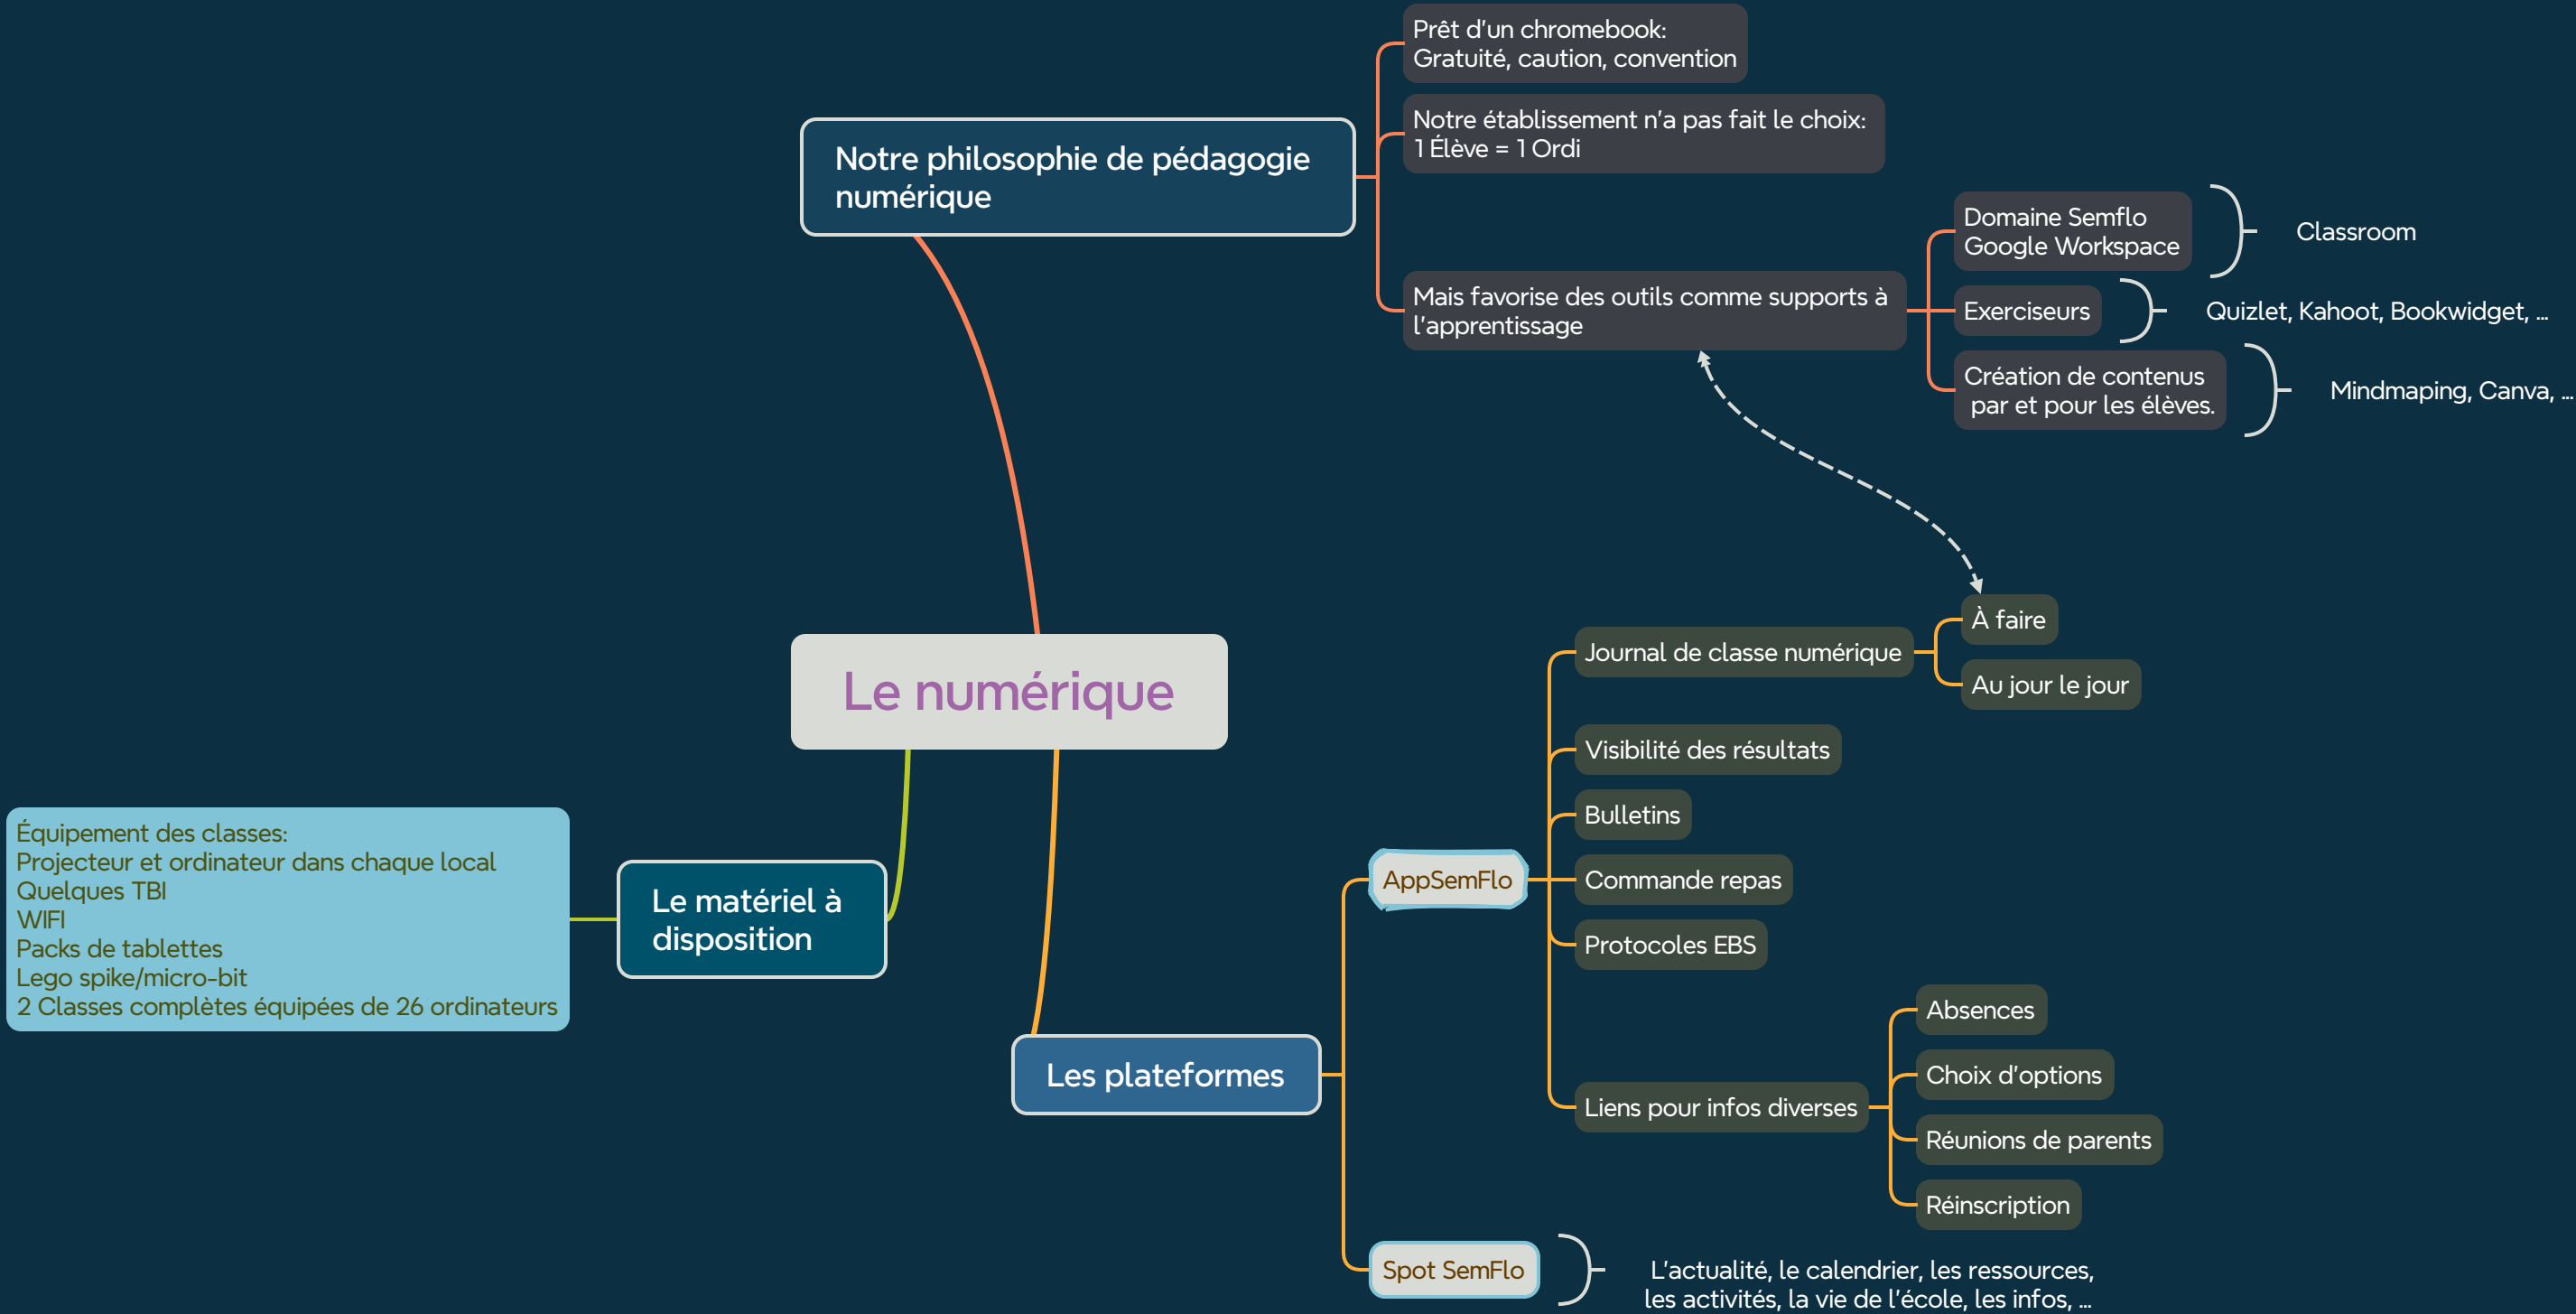 Le numérique
Notre philosophie de pédagogie
numérique
Prêt d'un chromebook:
Gratuité, caution, convention
Notre établissement n'a pas fait le choix:
1 Élève = 1 Ordi
Mais favorise des outils comme supports à
l'apprentissage
Domaine Semflo
Google Workspace
Classroom
Exerciseurs
Quizlet, Kahoot, Bookwidget, ...
Création de contenus
par et pour les élèves.
Mindmaping, Canva, ...
Les plateformes
AppSemFlo
Journal de classe numérique
À faire
Au jour le jour
Visibilité des résultats
Bulletins
Commande repas
Protocoles EBS
Liens pour infos diverses
Absences
Choix d'options
Réunions de parents
Réinscription
Spot SemFlo
L'actualité, le calendrier, les ressources,
les activités, la vie de l'école, les infos, ...
Le matériel à
disposition
Équipement des classes:
Projecteur et ordinateur dans chaque local
Quelques TBI
WIFI
Packs de tablettes
Lego spike/micro-bit
2 Classes complètes équipées de 26 ordinateurs